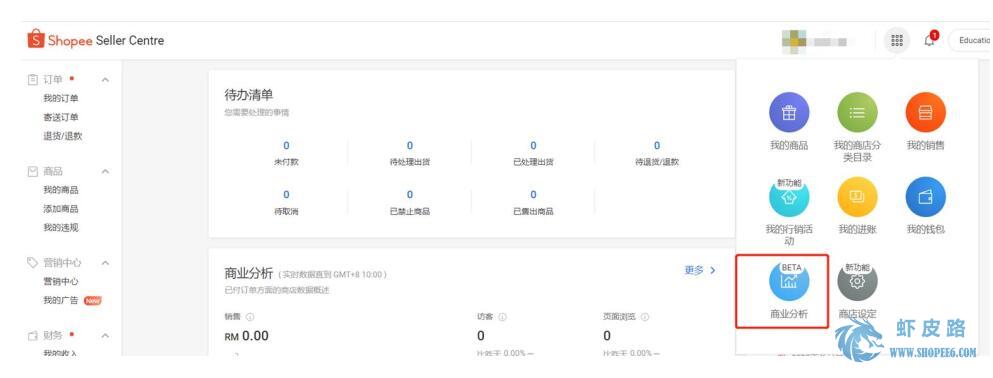 Shopee Seller Centre
1
Educatio
订单
我的订单
寄送订单
退货/退款
商品
我的商品
添加商品
我的违规
营销中心
营销中心
我的广告 New
财务
我的收入
待办清单
您需要处理的事情
0
未付款
0
待处理出货
0
已处理出货
0
待退货/退款
0
待取消
0
已禁止商品
0
已售出商品
商业分析 ( 实时数据直到 GMT+8 10:00 )
更多
已付订单方面的商店数据概述
销售
RM 0.00
访客
0
比昨天 0.00% —
页面浏览
0
比昨天 0.00% —
我的商品
我的商店分
类目录
我的销售
新功能
我的行销活
动
我的进账
我的钱包
BETA
商业分析
新功能
商店设定
虾皮路
WWW.SHOPEE6.COM